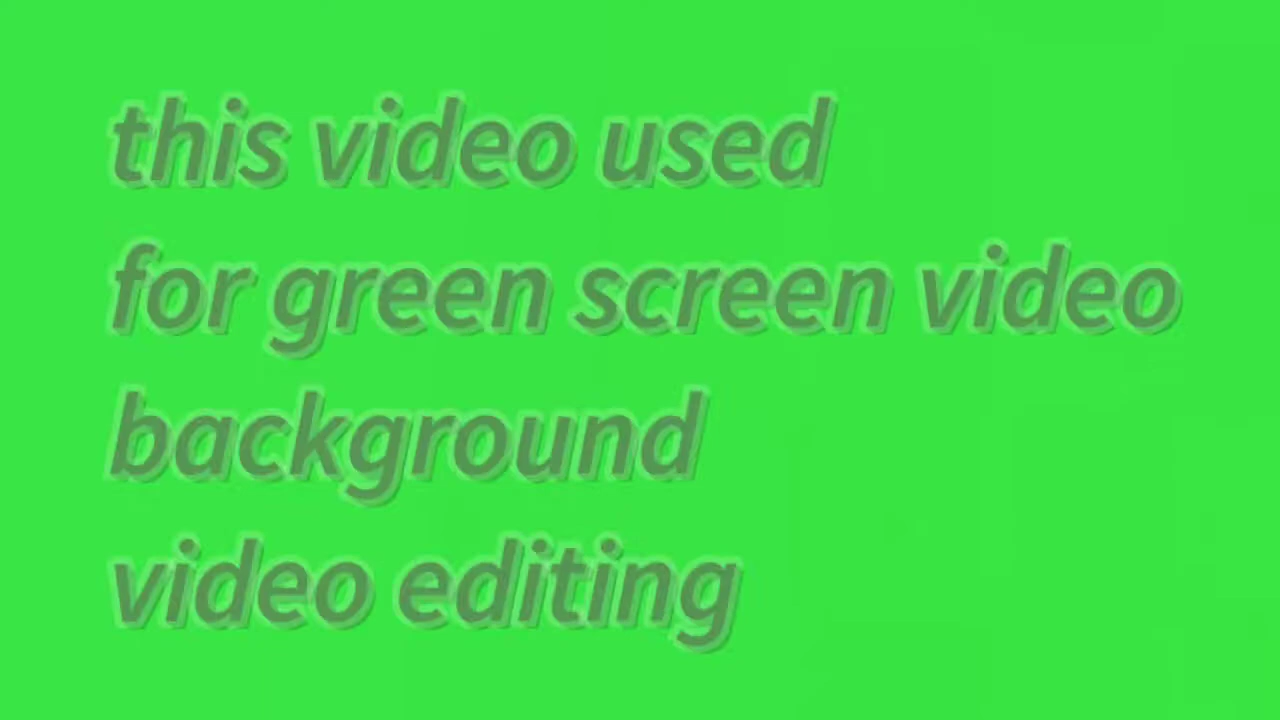 this video used
for green screen video
background
video editing